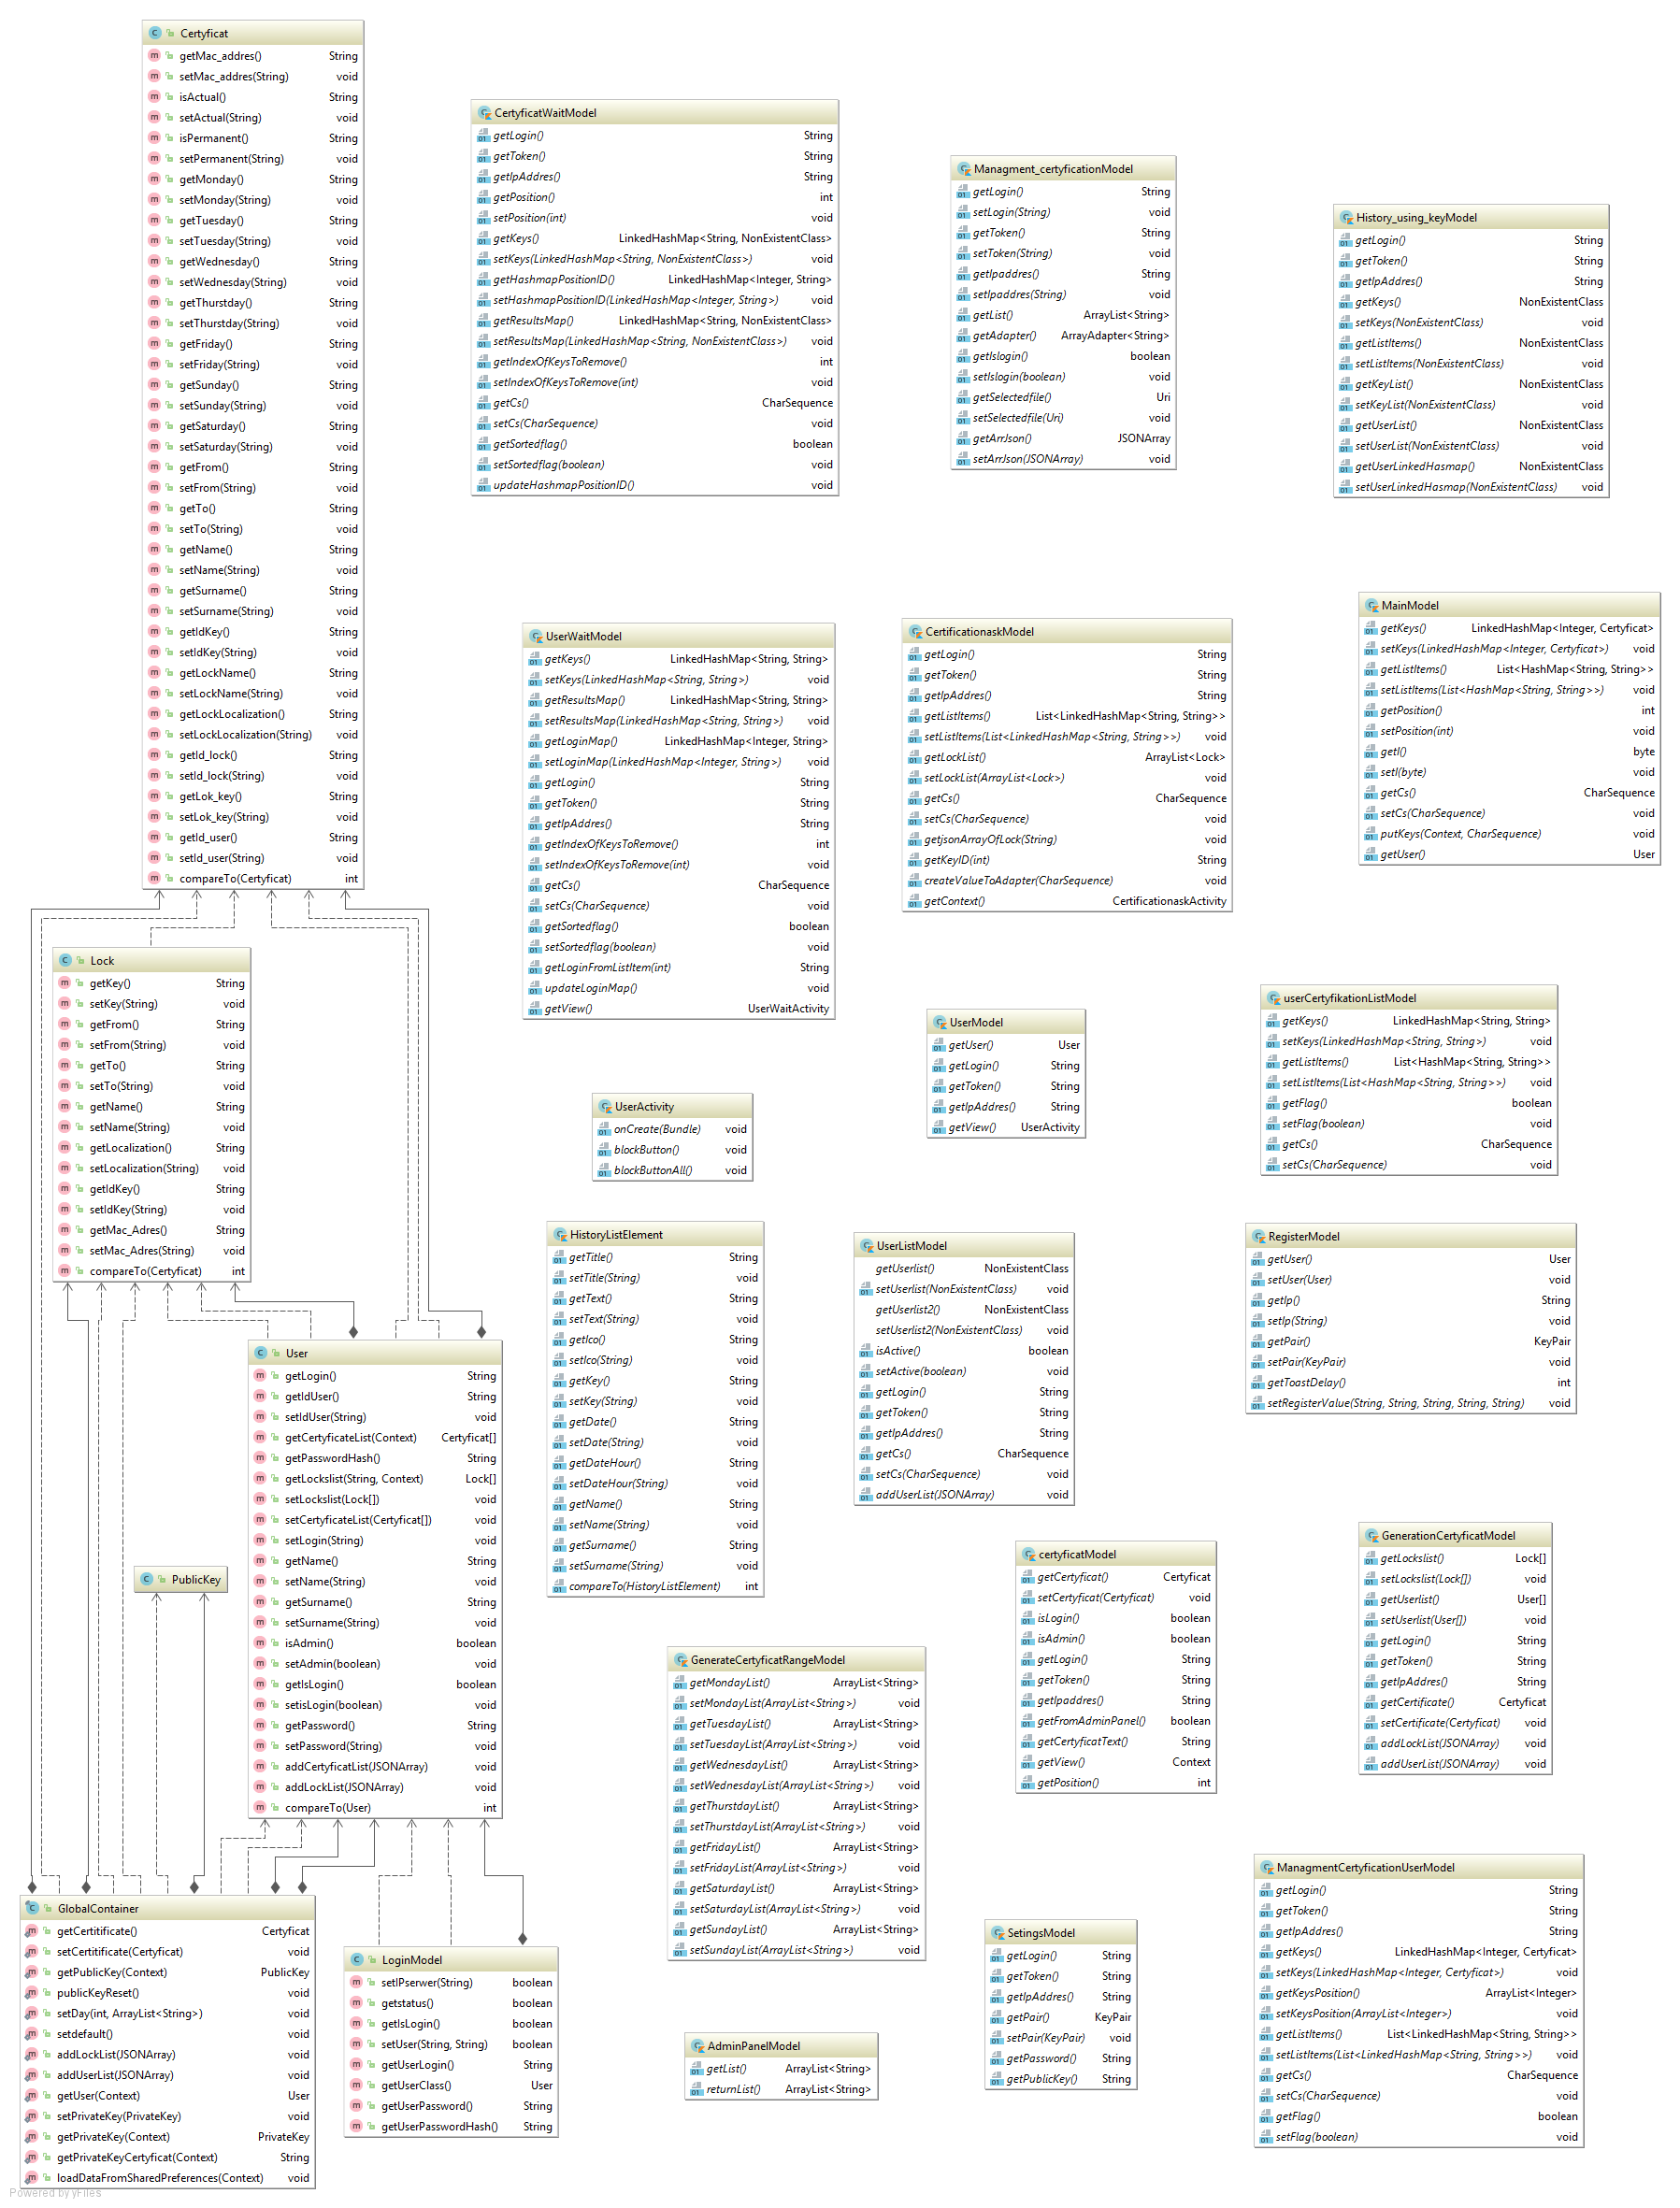 Certyficat
getMac_addres() String
setMac_addres(String) void
isActual() String
setActual(String) void
isPermanent() String
setPermanent(String) void
getMonday() String
setMonday(String) void
getTuesday() String
setTuesday(String) void
getWednesday() String
setWednesday(String) void
getThurstday() String
setThurstday(String) void
getFriday() String
setFriday(String) void
getSunday() String
setSunday(String) void
getSaturday() String
setSaturday(String) void
getFrom() String
setFrom(String) void
getTo() String
setTo(String) void
getName() String
setName(String) void
getSurname() String
setSurname(String) void
getIdKey() String
setIdKey(String) void
getLockName() String
setLockName(String) void
getLockLocalization() String
setLockLocalization(String) void
getId_lock() String
setId_lock(String) void
getLok_key() String
setLok_key(String) void
getId_user() String
setId_user(String) void
compareTo(Certyficat) int
CertyficatWaitModel
getLogin() String
getToken() String
getIpAddres() String
getPosition() int
setPosition(int) void
getKeys() LinkedHashMap<String, NonExistentClass>
setKeys(LinkedHashMap<String, NonExistentClass>) void
getHashmapPositionID() LinkedHashMap<Integer, String>
setHashmapPositionID(LinkedHashMap<Integer, String>) void
getResultsMap() LinkedHashMap<String, NonExistentClass>
setResultsMap(LinkedHashMap<String, NonExistentClass>) void
getIndexOfKeysToRemove() int
setIndexOfKeysToRemove(int) void
getCs() CharSequence
setCs(CharSequence) void
getSortedflag() boolean
setSortedflag(boolean) void
updateHashmapPositionID() void
Managment_certyficationModel
getLogin() String
setLogin(String) void
getToken() String
setToken(String) void
getIpaddres() String
setIpaddres(String) void
getList() ArrayList<String>
getAdapter() ArrayAdapter<String>
getIslogin() boolean
setIslogin(boolean) void
getSelectedfile() Uri
setSelectedfile(Uri) void
getArrJson() JSONArray
setArrJson(JSONArray) void
History_using_keyModel
getLogin() String
getToken() String
getIpAdres() String
getKeys() NonExistentClass
setKeys(NonExistentClass) void
getListItems() NonExistentClass
setListItems(NonExistentClass) void
getKeyList() NonExistentClass
setKeyList(NonExistentClass) void
getUserList() NonExistentClass
setUserList(NonExistentClass) void
getUserLinkedHasmap() NonExistentClass
setUserLinkedHasmap(NonExistentClass) void
UserWaitModel
getKeys() LinkedHashMap<String, String>
setKeys(LinkedHashMap<String, String>) void
getResultsMap() LinkedHashMap<String, String>
setResultsMap(LinkedHashMap<String, String>) void
getLoginMap() LinkedHashMap<Integer, String>
setLoginMap(LinkedHashMap<Integer, String>) void
getLogin() String
getToken() String
getIpAddres() String
getIndexOfKeysToRemove() int
setIndexOfKeysToRemove(int) void
getCs() CharSequence
setCs(CharSequence) void
getSortedflag() boolean
setSortedflag(boolean) void
getLoginFromListItem(int) String
updateLoginMap() void
getView() UserWaitActivity
CertificationaskModel
getLogin() String
getToken() String
getIpAddres() String
getListItems() List<LinkedHashMap<String, String>>
setListItems(List<LinkedHashMap<String, String>>) void
getLockList() ArrayList<Lock>
setLockList(ArrayList<Lock>) void
getCs() CharSequence
setCs(CharSequence) void
getjsonArrayOfLock(String) void
getKeyID(int) String
createValueToAdapter(CharSequence) void
getContext() CertificationaskActivity
MainModel
getKeys() LinkedHashMap<Integer, Certyficat>
setKeys(LinkedHashMap<Integer, Certyficat>) void
getListItems() List<HashMap<String, String>>
setListItems(List<HashMap<String, String>>) void
getPosition() int
setPosition(int) void
getI() byte
setI(byte) void
getCs() CharSequence
setCs(CharSequence) void
putKeys(Context, CharSequence) void
getUser() User
Lock
getKey() String
setKey(String) void
getFrom() String
setFrom(String) void
getTo() String
setTo(String) void
getName() String
setName(String) void
getLocalization() String
setLocalization(String) void
getIdKey() String
setIdKey(String) void
getMac_Adres() String
setMac_Adres(String) void
compareTo(Certyficat) int
UserModel
getUser() User
getLogin() String
getToken() String
getIpAddres() String
getView() UserActivity
userCertyfikationListModel
getKeys() LinkedHashMap<String, String>
setKeys(LinkedHashMap<String, String>) void
getListItems() List<HashMap<String, String>>
setListItems(List<HashMap<String, String>>) void
getFlag() boolean
setFlag(boolean) void
getCs() CharSequence
setCs(CharSequence) void
UserActivity
onCreate(Bundle) void
blockButton() void
blockButtonAll() void
HistoryListElement
getTitle() String
setTitle(String) void
getText() String
setText(String) void
getIco() String
setIco(String) void
getKey() String
setKey(String) void
getDate() String
setDate(String) void
getDateHour() String
setDateHour(String) void
getName() String
setName(String) void
getSurname() String
setSurname(String) void
compareTo(HistoryListElement) int
UserListModel
getUserlist() NonExistentClass
setUserlist(NonExistentClass) void
getUserlist2() NonExistentClass
setUserlist2(NonExistentClass) void
isActive() boolean
setActive(boolean) void
getLogin() String
getToken() String
getIpAdres() String
getCs() CharSequence
setCs(CharSequence) void
addUserList(JSONArray) void
RegisterModel
getUser() User
setUser(User) void
getIp() String
setIp(String) void
getPair() KeyPair
setPair(KeyPair) void
getToastDelay() int
setRegisterValue(String, String, String, String, String) void
User
getLogin() String
getIdUser() String
setIdUser(String) void
getCertyficateList(Context) Certyficat[]
getPasswordHash() String
getLockslist(String, Context) Lock[]
setLockslist(Lock[]) void
setCertyficateList(Certyficat[]) void
setLogin(String) void
getName() String
setName(String) void
getSurname() String
setSurname(String) void
isAdmin() boolean
setAdmin(boolean) void
getIsLogin() boolean
setisLogin(boolean) void
getPassword() String
setPassword(String) void
addCertyficatList(JSONArray) void
addLockList(JSONArray) void
compareTo(User) int
PublicKey
certyficatModel
getCertyficat() Certyficat
setCertyficat(Certyficat) void
isLogin() boolean
isAdmin() boolean
getLogin() String
getToken() String
getIpaddres() String
getFromAdminPanel() boolean
getCertyficatText() String
getView() Context
getPosition() int
GenerationCertyficatModel
getLockslist() Lock[]
setLockslist(Lock[]) void
getUserlist() User[]
setUserlist(User[]) void
getLogin() String
getToken() String
getIpAdres() String
getCertificate() Certyficat
setCertificate(Certyficat) void
addLockList(JSONArray) void
addUserList(JSONArray) void
GenerateCertyficatRangeModel
getMondayList() ArrayList<String>
setMondayList(ArrayList<String>) void
getTuesdayList() ArrayList<String>
setTuesdayList(ArrayList<String>) void
getWednesdayList() ArrayList<String>
setWednesdayList(ArrayList<String>) void
getThurstdayList() ArrayList<String>
setThurstdayList(ArrayList<String>) void
getFridayList() ArrayList<String>
setFridayList(ArrayList<String>) void
getSaturdayList() ArrayList<String>
setSaturdayList(ArrayList<String>) void
getSundayList() ArrayList<String>
setSundayList(ArrayList<String>) void
ManagmentCertyficationUserModel
getLogin() String
getToken() String
getIpAddres() String
getKeys() LinkedHashMap<Integer, Certyficat>
setKeys(LinkedHashMap<Integer, Certyficat>) void
getKeysPosition() ArrayList<Integer>
setKeysPosition(ArrayList<Integer>) void
getListItems() List<LinkedHashMap<String, String>>
setListItems(List<LinkedHashMap<String, String>>) void
getCs() CharSequence
setCs(CharSequence) void
getFlag() boolean
setFlag(boolean) void
GlobalContainer
getCertitificate() Certyficat
setCertitificate(Certyficat) void
getPublicKey(Context) PublicKey
publicKeyReset() void
setDay(int, ArrayList<String>) void
setdefault() void
addLockList(JSONArray) void
addUserList(JSONArray) void
getUser(Context) User
setPrivateKey(PrivateKey) void
getPrivateKey(Context) PrivateKey
getPrivateKeyCertyficat(Context) String
loadDataFromSharedPreferences(Context) void
LoginModel
setIPserwer(String) boolean
getstatus() boolean
getIsLogin() boolean
setUser(String, String) boolean
getUserLogin() String
getUserClass() User
getUserPassword() String
getUserPasswordHash() String
SetingsModel
getLogin() String
getToken() String
getIpAdres() String
getPair() KeyPair
setPair(KeyPair) void
getPassword() String
getPublicKey() String
AdminPanelModel
getList() ArrayList<String>
returnList() ArrayList<String>
Powered by yFiles